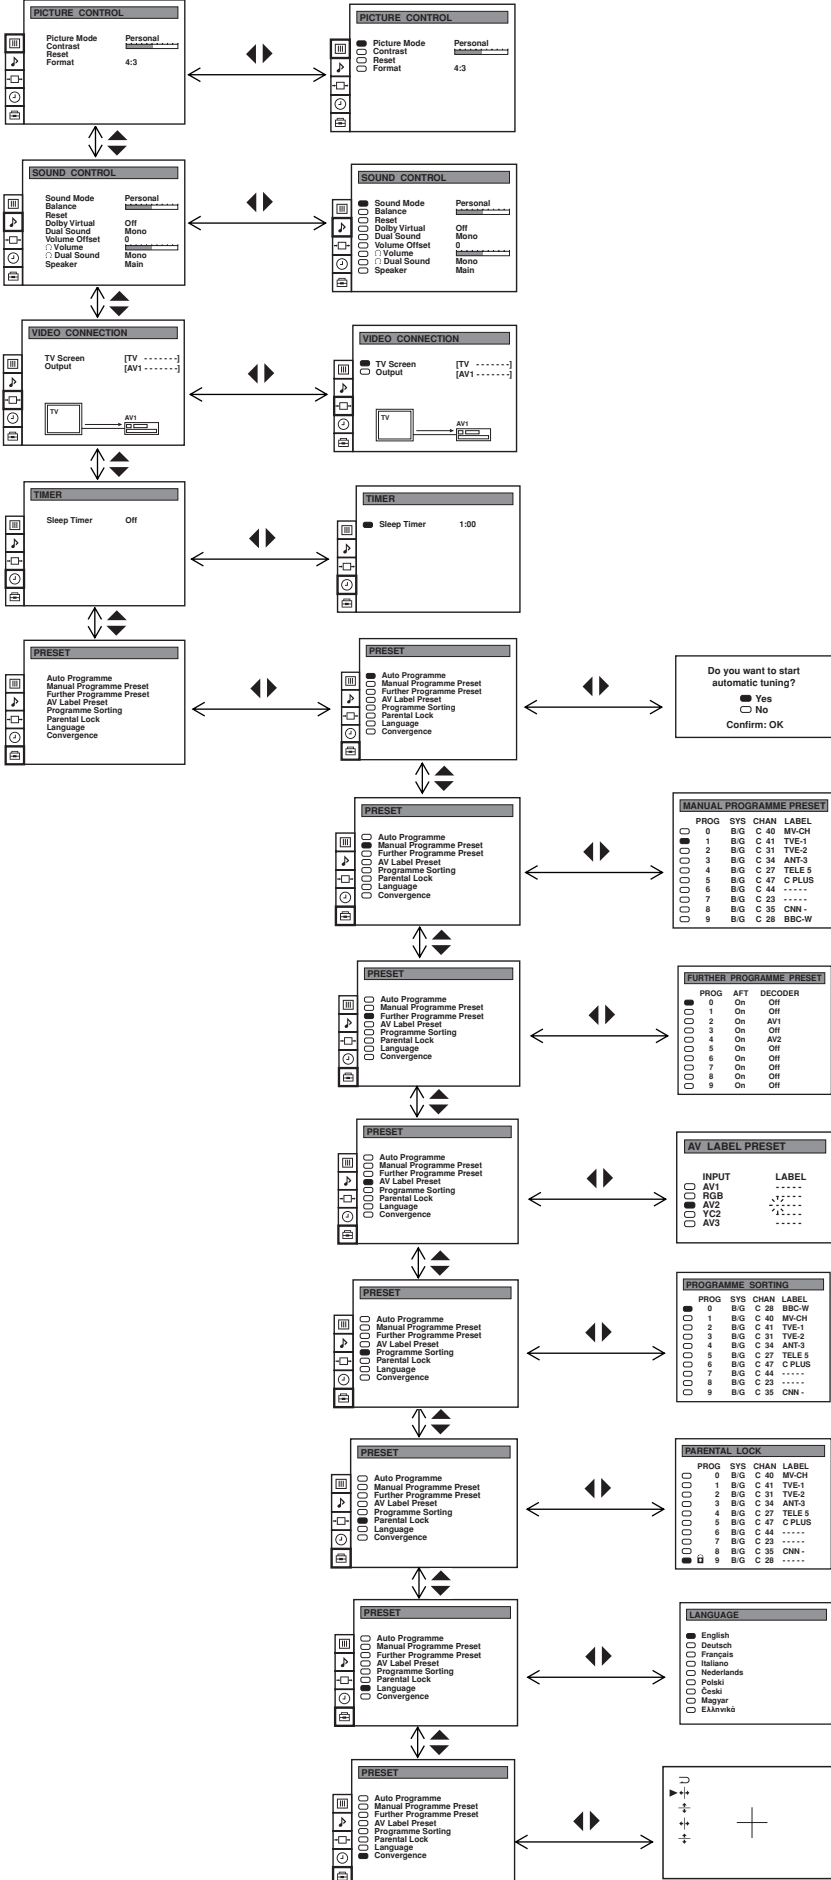 PICTURE CONTROL
Picture Mode Personal
Contrast
Reset
Format 4:3
PICTURE CONTROL
Picture Mode Personal
Contrast
Reset
Format 4:3
SOUND CONTROL
Sound Mode Personal
Balance
Reset
Dolby Virtual Off
Dual Sound Mono
Volume Offset 0
Volume
Dual Sound Mono
Speaker Main
SOUND CONTROL
Sound Mode Personal
Balance
Reset
Dolby Virtual Off
Dual Sound Mono
Volume Offset 0
Volume
Dual Sound Mono
Speaker Main
VIDEO CONNECTION
TV Screen [TV -------]
Output [AV1 -------]
TV
AV1
VIDEO CONNECTION
TV Screen [TV -------]
Output [AV1 -------]
TV
AV1
TIMER
Sleep Timer Off
TIMER
Sleep Timer 1:00
PRESET
Auto Programme
Manual Programme Preset
Further Programme Preset
AV Label Preset
Programme Sorting
Parental Lock
Language
Convergence
PRESET
Auto Programme
Manual Programme Preset
Further Programme Preset
AV Label Preset
Programme Sorting
Parental Lock
Language
Convergence
Do you want to start
automatic tuning?
Yes
No
Confirm: OK
PRESET
Auto Programme
Manual Programme Preset
Further Programme Preset
AV Label Preset
Programme Sorting
Parental Lock
Language
Convergence
MANUAL PROGRAMME PRESET
PROG SYS CHAN LABEL
0 B/G C 40 MV-CH
1 B/G C 41 TVE-1
2 B/G C 31 TVE-2
3 B/G C 34 ANT-3
4 B/G C 27 TELE 5
5 B/G C 47 C PLUS
6 B/G C 44 -----
7 B/G C 23 -----
8 B/G C 35 CNN -
9 B/G C 28 BBC-W
PRESET
Auto Programme
Manual Programme Preset
Further Programme Preset
AV Label Preset
Programme Sorting
Parental Lock
Language
Convergence
FURTHER PROGRAMME PRESET
PROG AFT DECODER
0 On Off
1 On Off
2 On AV1
3 On Off
4 On AV2
5 On Off
6 On Off
7 On Off
8 On Off
9 On Off
PRESET
Auto Programme
Manual Programme Preset
Further Programme Preset
AV Label Preset
Programme Sorting
Parental Lock
Language
Convergence
AV LABEL PRESET
INPUT LABEL
AV1 -----
RGB -----
AV2 -----
YC2 -----
AV3 -----
PRESET
Auto Programme
Manual Programme Preset
Further Programme Preset
AV Label Preset
Programme Sorting
Parental Lock
Language
Convergence
PROGRAMME SORTING
PROG SYS CHAN LABEL
0 B/G C 28 BBC-W
1 B/G C 40 MV-CH
2 B/G C 41 TVE-1
3 B/G C 31 TVE-2
4 B/G C 34 ANT-3
5 B/G C 27 TELE 5
6 B/G C 47 C PLUS
7 B/G C 44 -----
8 B/G C 23 -----
9 B/G C 35 CNN -
PRESET
Auto Programme
Manual Programme Preset
Further Programme Preset
AV Label Preset
Programme Sorting
Parental Lock
Language
Convergence
PARENTAL LOCK
PROG SYS CHAN LABEL
0 B/G C 40 MV-CH
1 B/G C 41 TVE-1
2 B/G C 31 TVE-2
3 B/G C 34 ANT-3
4 B/G C 27 TELE 5
5 B/G C 47 C PLUS
6 B/G C 44 -----
7 B/G C 23 -----
8 B/G C 35 CNN -
9 B/G C 28 -----
PRESET
Auto Programme
Manual Programme Preset
Further Programme Preset
AV Label Preset
Programme Sorting
Parental Lock
Language
Convergence
LANGUAGE
English
Deutsch
Français
Italiano
Nederlands
Polski
Česki
Magyar
Ελληνικά
PRESET
Auto Programme
Manual Programme Preset
Further Programme Preset
AV Label Preset
Programme Sorting
Parental Lock
Language
Convergence